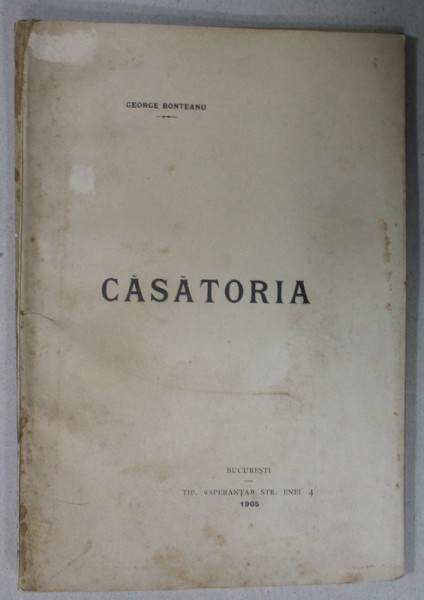 GEORGE BONTEANU
CĂSĂTORIA
BUCUREȘTI
TIP. «SPERANȚA» STR. ENEI 4
1905